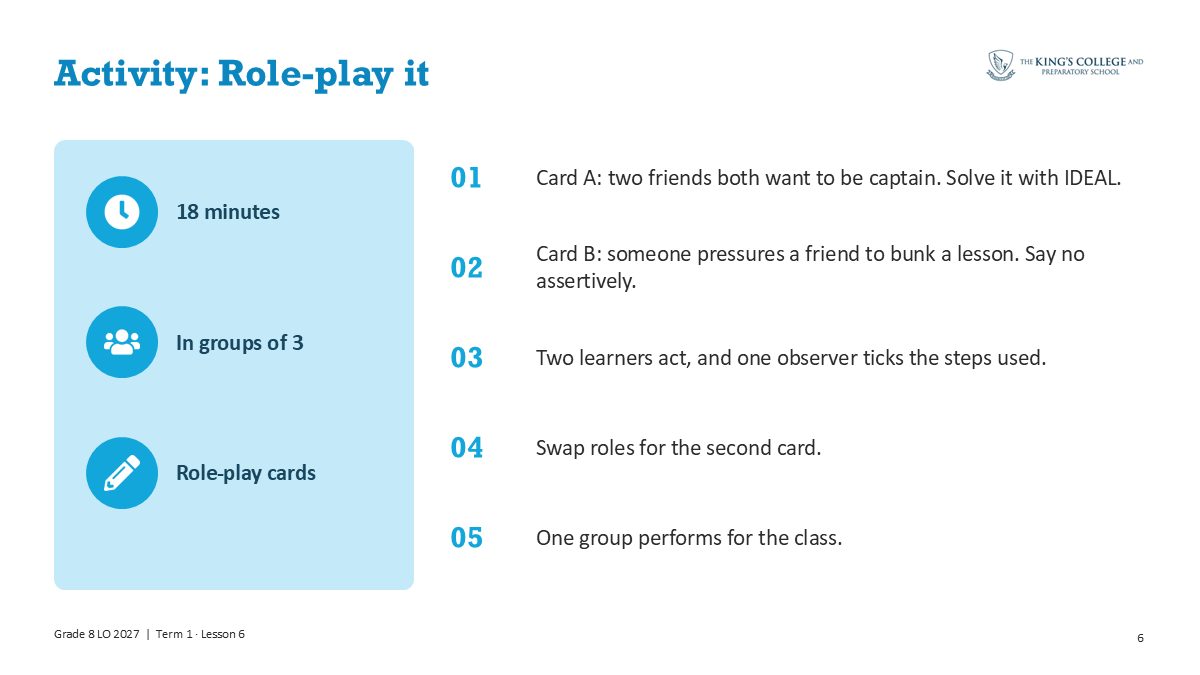 Activity: Role-play it
THE KING'S COLLEGE AND
PREPARATORY SCHOOL
18 minutes
In groups of 3
Role-play cards
01 Card A: two friends both want to be captain. Solve it with IDEAL.
02 Card B: someone pressures a friend to bunk a lesson. Say no
assertively.
03 Two learners act, and one observer ticks the steps used.
04 Swap roles for the second card.
05 One group performs for the class.
Grade 8 LO 2027 | Term 1 · Lesson 6
6